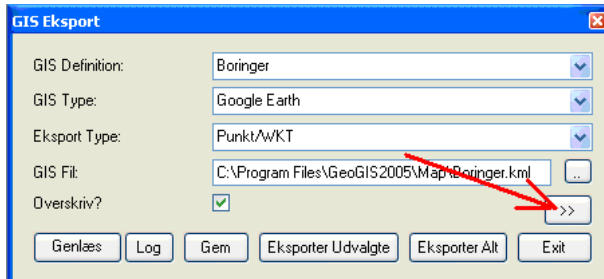 GIS Eksport
GIS Definition: Boringer
GIS Type: Google Earth
Eksport Type: Punkt/WKT
GIS Fil: C:\Program Files\GeoGIS2005\Map\Boringer.kml ..
Overskriv? >>
Genlæs Log Gem Eksporter Udvalgte Eksporter Alt Exit